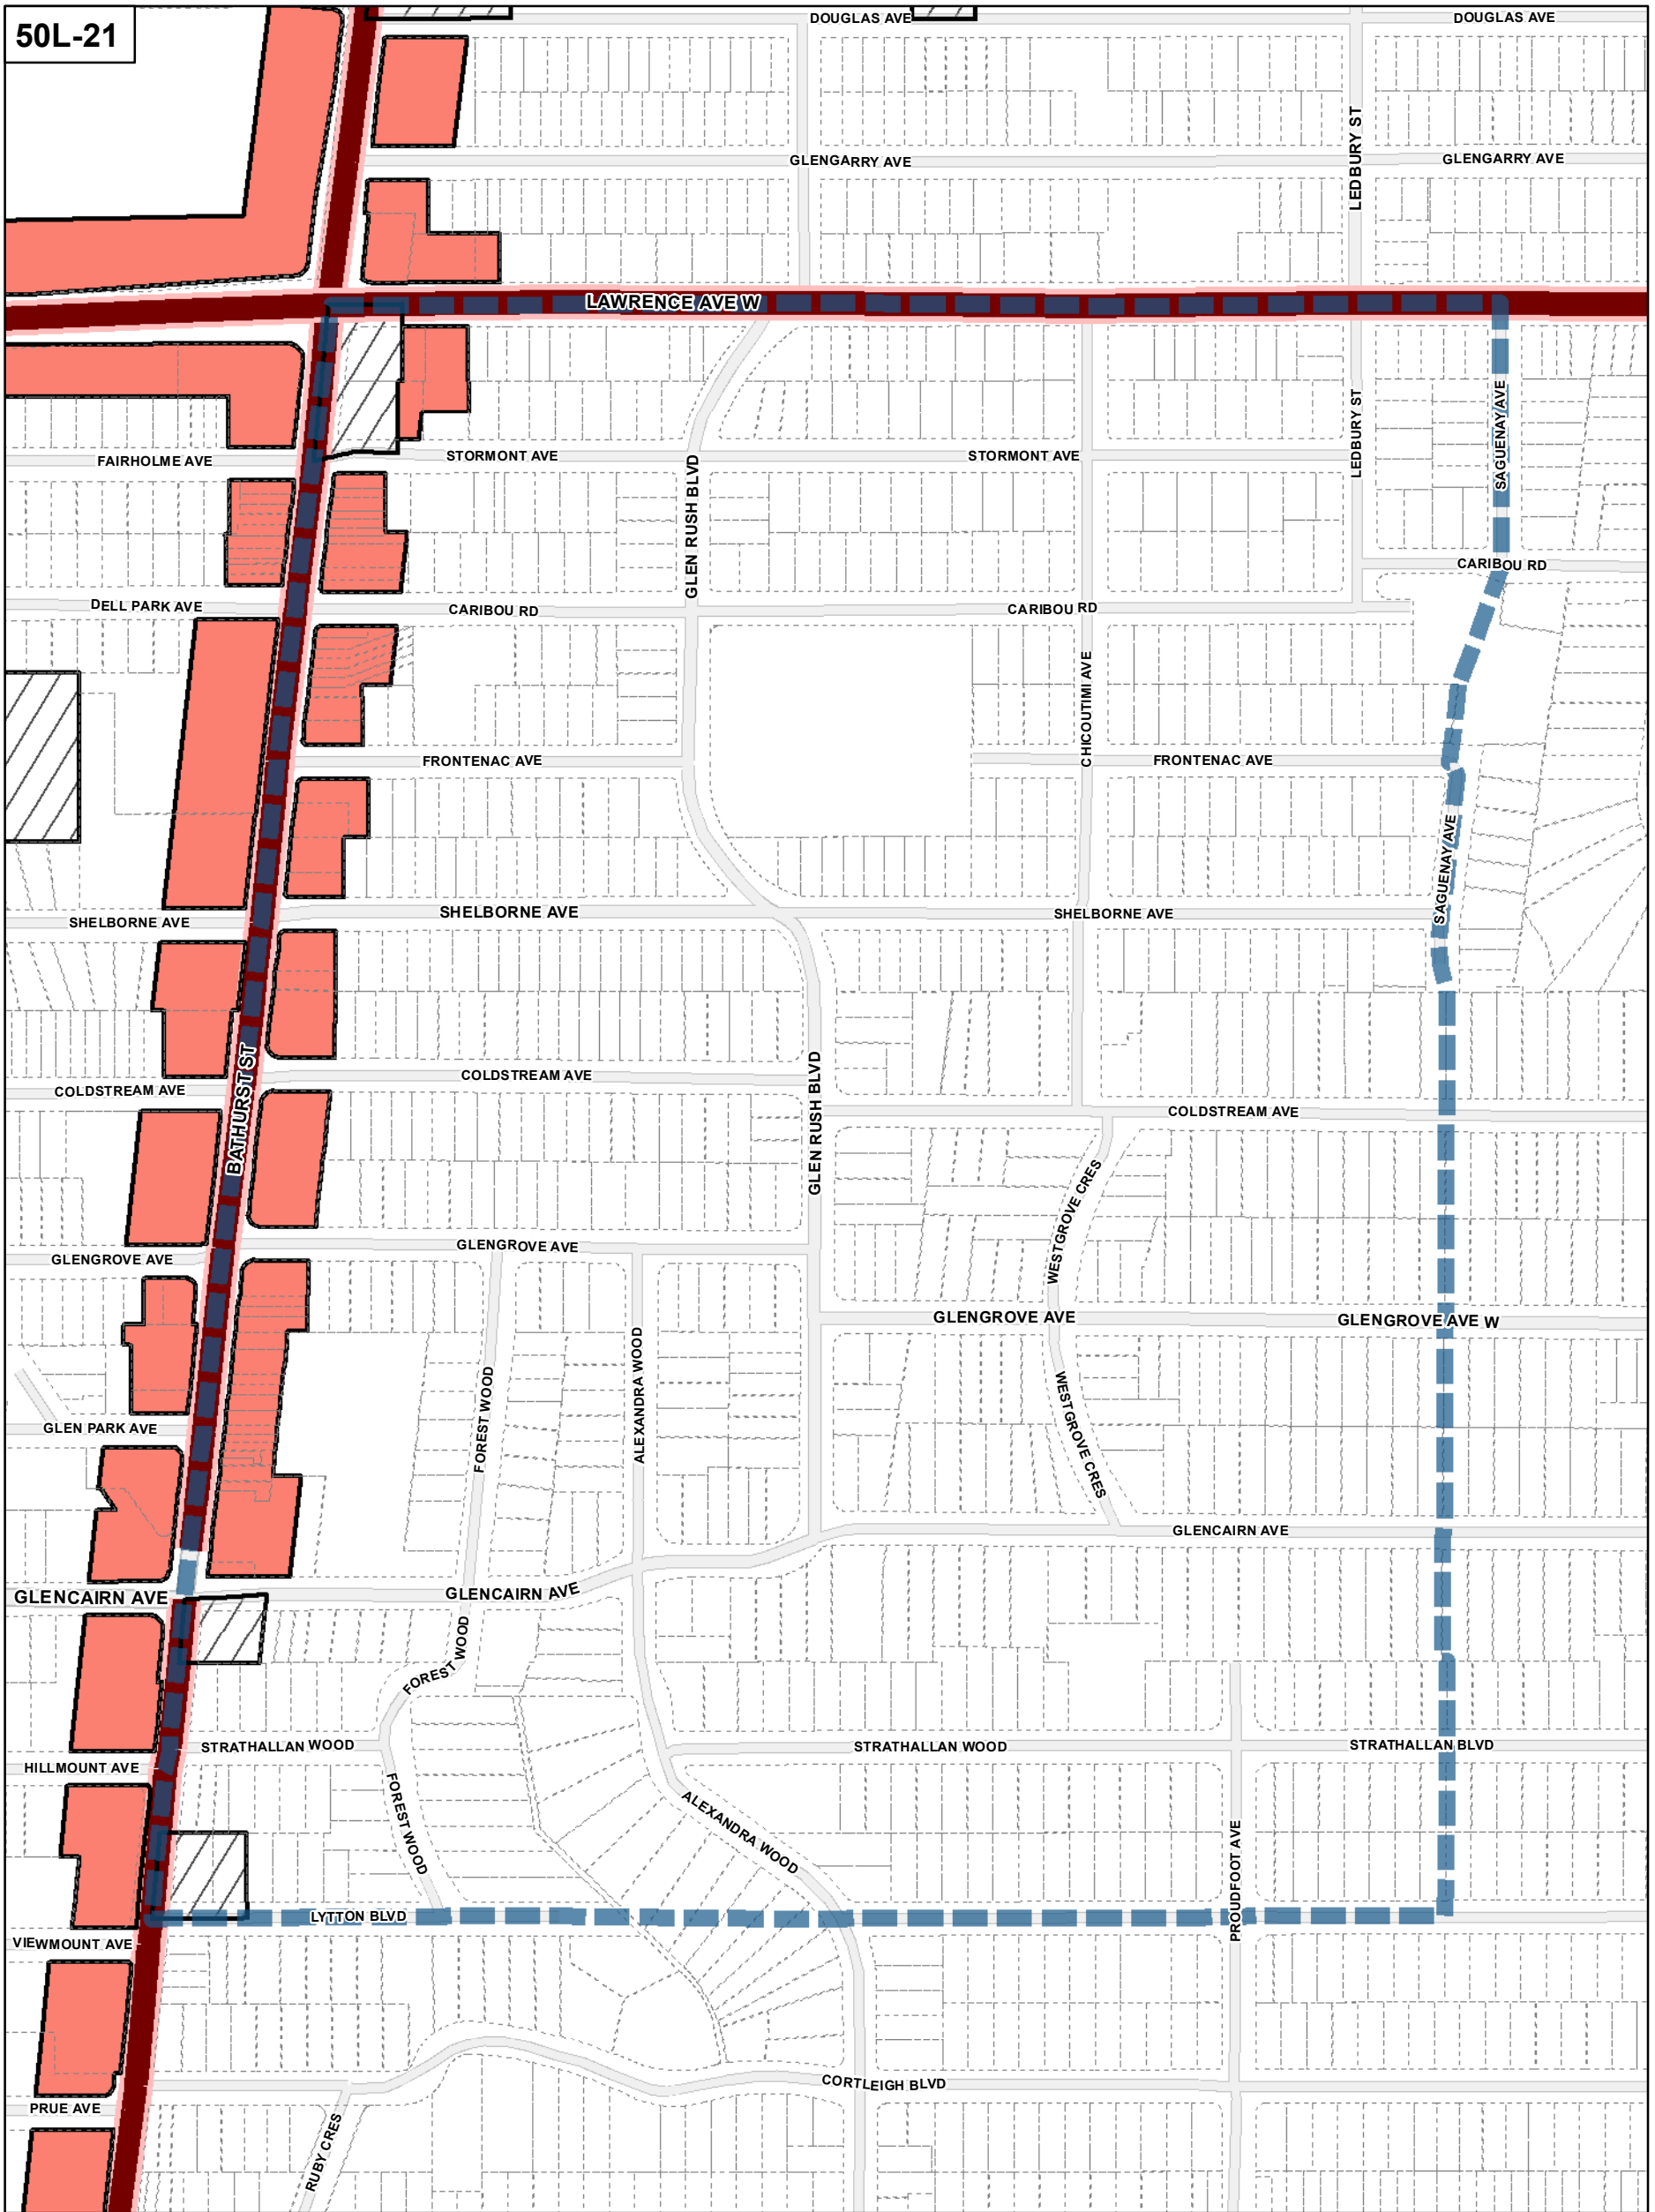 50L-21
DOUGLAS AVE
DOUGLAS AVE
LEDBURY ST
GLENGARRY AVE
GLENGARRY AVE
LAWRENCE AVE W
SAGUENAY AVE
LEDBURY ST
FAIRHOLME AVE
STORMONT AVE
STORMONT AVE
GLEN RUSH BLVD
CARIBOU RD
DELL PARK AVE
CARIBOU RD
CARIBOU RD
CHICOUTIMI AVE
FRONTENAC AVE
FRONTENAC AVE
SAGUENAY AVE
SHELBORNE AVE
SHELBORNE AVE
SHELBORNE AVE
BATHURST ST
COLDSTREAM AVE
COLDSTREAM AVE
GLEN RUSH BLVD
COLDSTREAM AVE
WESTGROVE CRES
GLENGROVE AVE
GLENGROVE AVE
GLENGROVE AVE
GLENGROVE AVE W
FOREST WOOD
ALEXANDRA WOOD
WESTGROVE CRES
GLEN PARK AVE
GLENCAIRN AVE
GLENCAIRN AVE
GLENCAIRN AVE
FOREST WOOD
STRATHALLAN WOOD
STRATHALLAN WOOD
STRATHALLAN BLVD
HILLMOUNT AVE
FOREST WOOD
ALEXANDRA WOOD
PROUDFOOT AVE
LYTTON BLVD
VIEWMOUNT AVE
CORTLEIGH BLVD
PRUE AVE
RUBY CRES